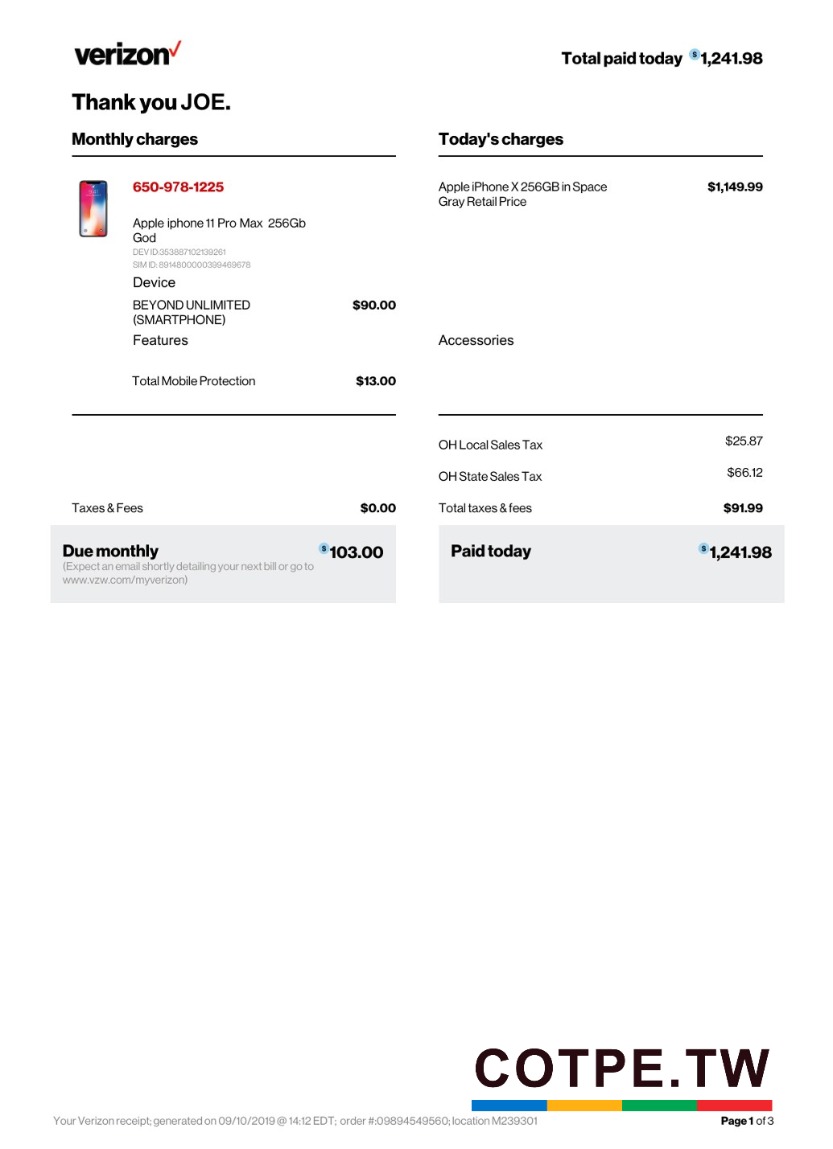 verizon
Total paid today $1,241.98
Thank you JOE.
Monthly charges
650-978-1225
Apple iphone 11 Pro Max 256Gb
God
DEV ID:353887102139261
SIM ID: 8914800000399469678
Device
BEYOND UNLIMITED $90.00
(SMARTPHONE)
Features
Total Mobile Protection $13.00
Taxes & Fees $0.00
Due monthly $103.00
(Expect an email shortly detailing your next bill or go to
www.vzw.com/myverizon)
Today's charges
Apple iPhone X 256GB in Space $1,149.99
Gray Retail Price
Accessories
OH Local Sales Tax $25.87
OH State Sales Tax $66.12
Total taxes & fees $91.99
Paid today $1,241.98
COTPE.TW
Your Verizon receipt; generated on 09/10/2019 @ 14:12 EDT; order #:09894549560; location M239301
Page 1 of 3